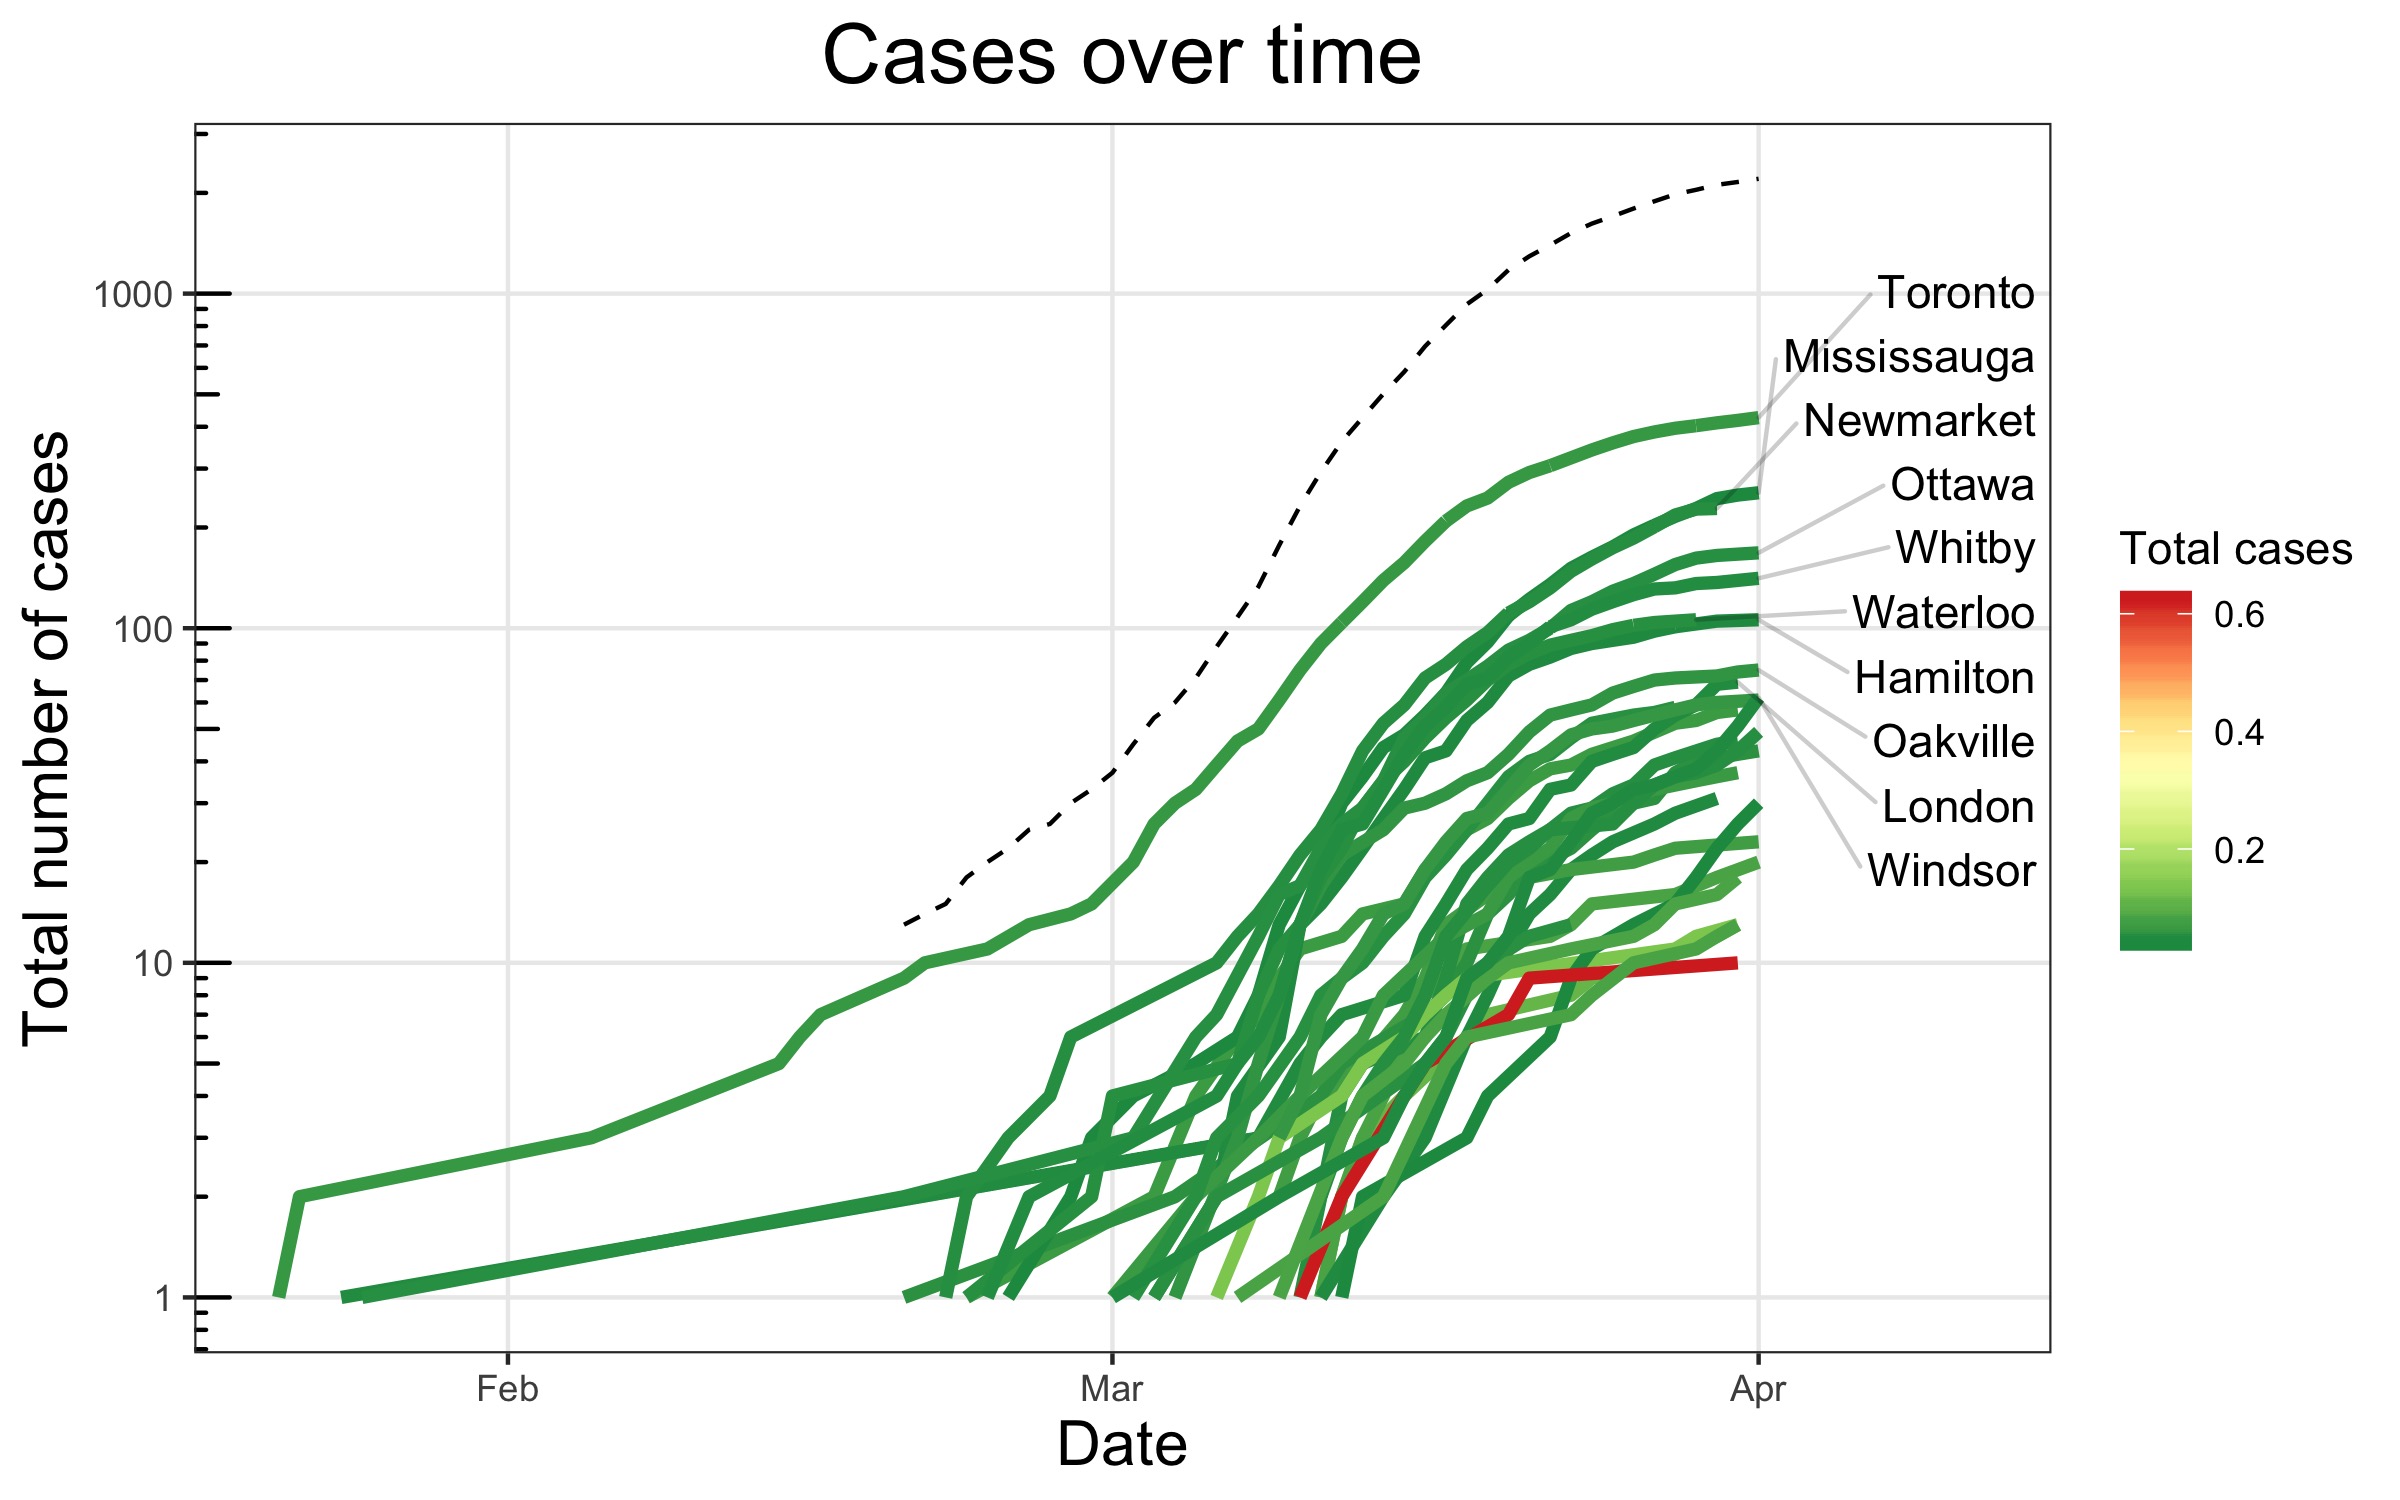 Cases over time
Total number of cases
1000
100
10
1
Toronto
Mississauga
Newmarket
Ottawa
Whitby
Waterloo
Hamilton
Oakville
London
Windsor
Total cases
0.6
0.4
0.2
Feb
Mar
Apr
Date